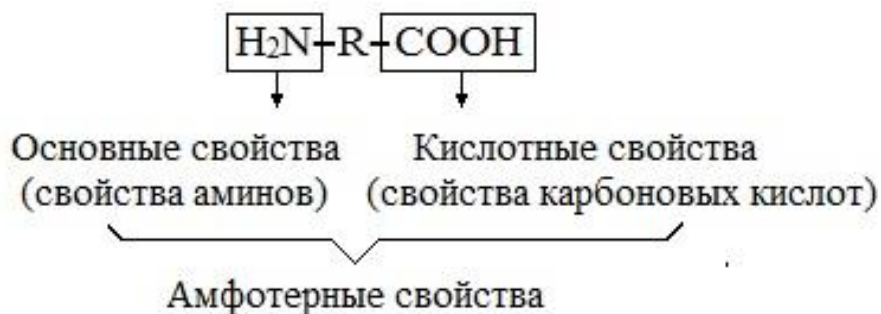 H₂N-R-COOH
Основные свойства Кислотные свойства
(свойства аминов) (свойства карбоновых кислот)
Амфотерные свойства